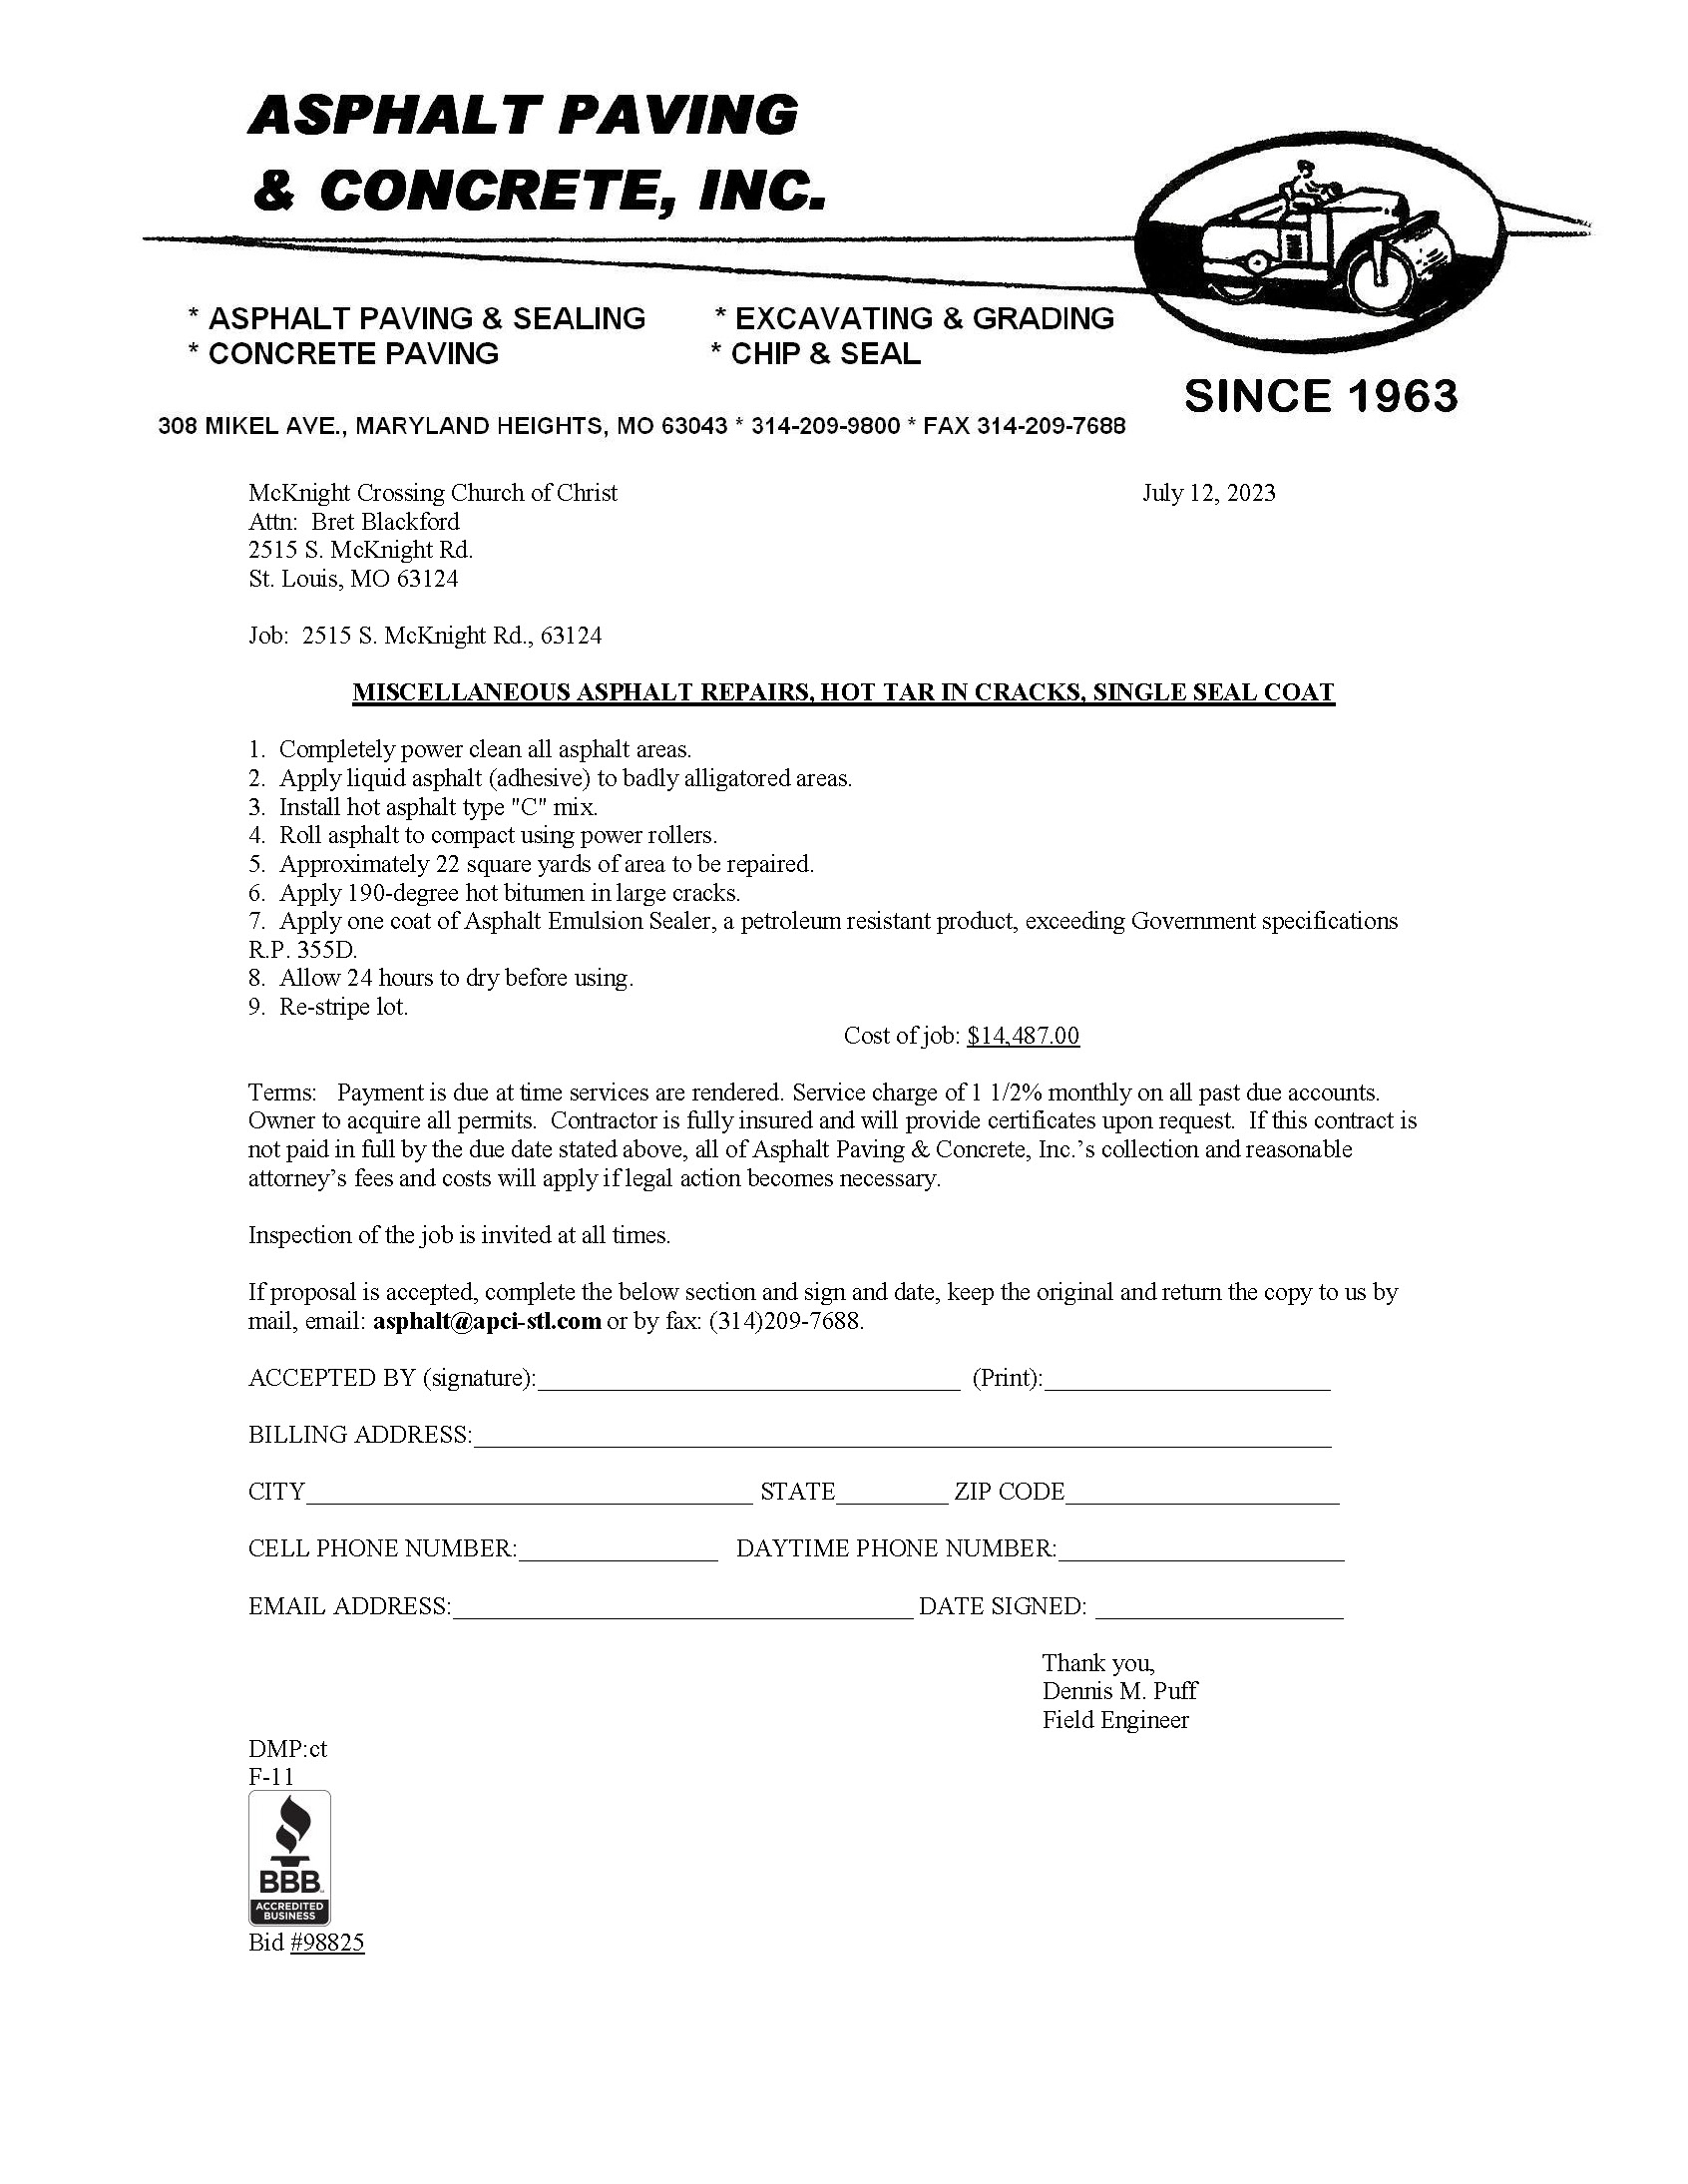 ASPHALT PAVING
& CONCRETE, INC.
* ASPHALT PAVING & SEALING * EXCAVATING & GRADING
* CONCRETE PAVING * CHIP & SEAL
SINCE 1963
308 MIKEL AVE., MARYLAND HEIGHTS, MO 63043 * 314-209-9800 * FAX 314-209-7688
McKnight Crossing Church of Christ July 12, 2023
Attn: Bret Blackford
2515 S. McKnight Rd.
St. Louis, MO 63124
Job: 2515 S. McKnight Rd., 63124
MISCELLANEOUS ASPHALT REPAIRS, HOT TAR IN CRACKS, SINGLE SEAL COAT
1. Completely power clean all asphalt areas.
2. Apply liquid asphalt (adhesive) to badly alligatored areas.
3. Install hot asphalt type "C" mix.
4. Roll asphalt to compact using power rollers.
5. Approximately 22 square yards of area to be repaired.
6. Apply 190-degree hot bitumen in large cracks.
7. Apply one coat of Asphalt Emulsion Sealer, a petroleum resistant product, exceeding Government specifications
R.P. 355D.
8. Allow 24 hours to dry before using.
9. Re-stripe lot.
Cost of job: $14,487.00
Terms: Payment is due at time services are rendered. Service charge of 1 1/2% monthly on all past due accounts.
Owner to acquire all permits. Contractor is fully insured and will provide certificates upon request. If this contract is
not paid in full by the due date stated above, all of Asphalt Paving & Concrete, Inc.’s collection and reasonable
attorney’s fees and costs will apply if legal action becomes necessary.
Inspection of the job is invited at all times.
If proposal is accepted, complete the below section and sign and date, keep the original and return the copy to us by
mail, email: asphalt@apci-stl.com or by fax: (314)209-7688.
ACCEPTED BY (signature):__________________________________ (Print):_______________________
BILLING ADDRESS:_____________________________________________________________________
CITY____________________________________ STATE_________ ZIP CODE______________________
CELL PHONE NUMBER:________________ DAYTIME PHONE NUMBER:_______________________
EMAIL ADDRESS:_____________________________________ DATE SIGNED: ____________________
Thank you,
Dennis M. Puff
Field Engineer
DMP:ct
F-11
BBB
ACCREDITED
BUSINESS
Bid #98825